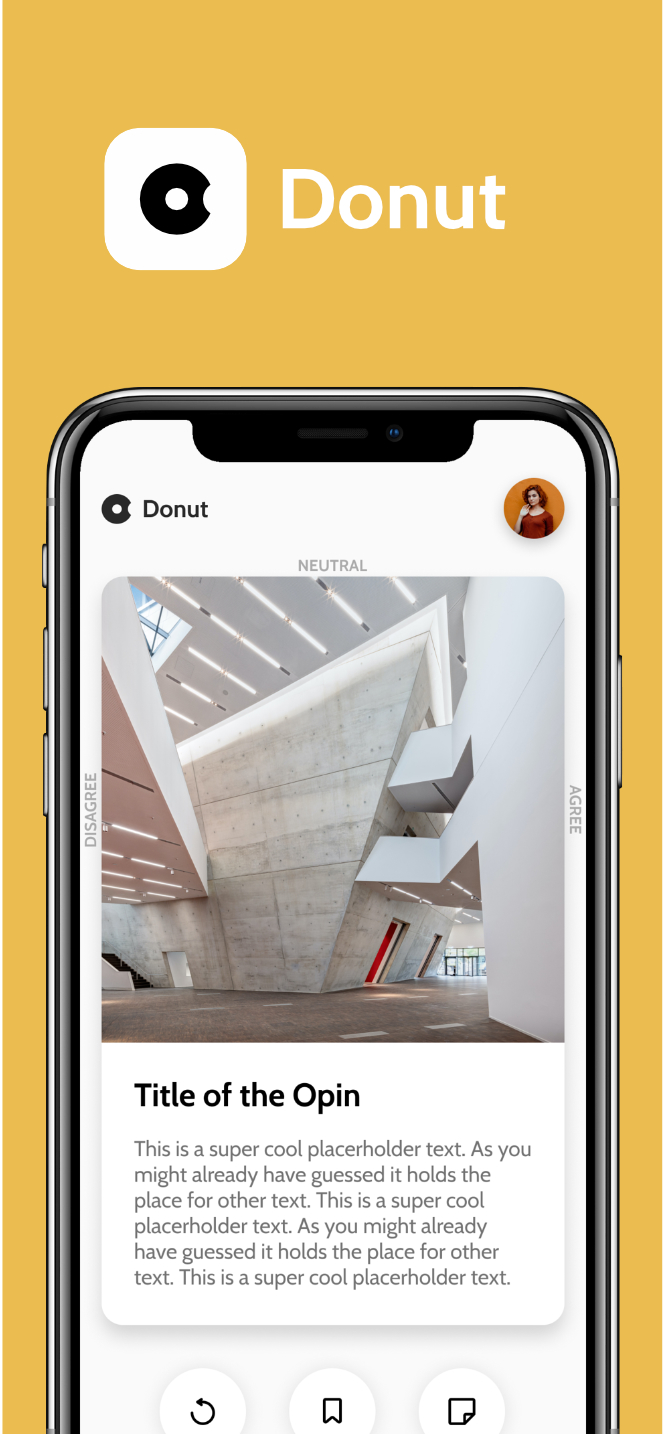 Donut
Donut
NEUTRAL
DISAGREE
AGREE
Title of the Opin
This is a super cool placerholder text. As you
might already have guessed it holds the
place for other text. This is a super cool
placerholder text. As you might already
have guessed it holds the place for other
text. This is a super cool placerholder text.